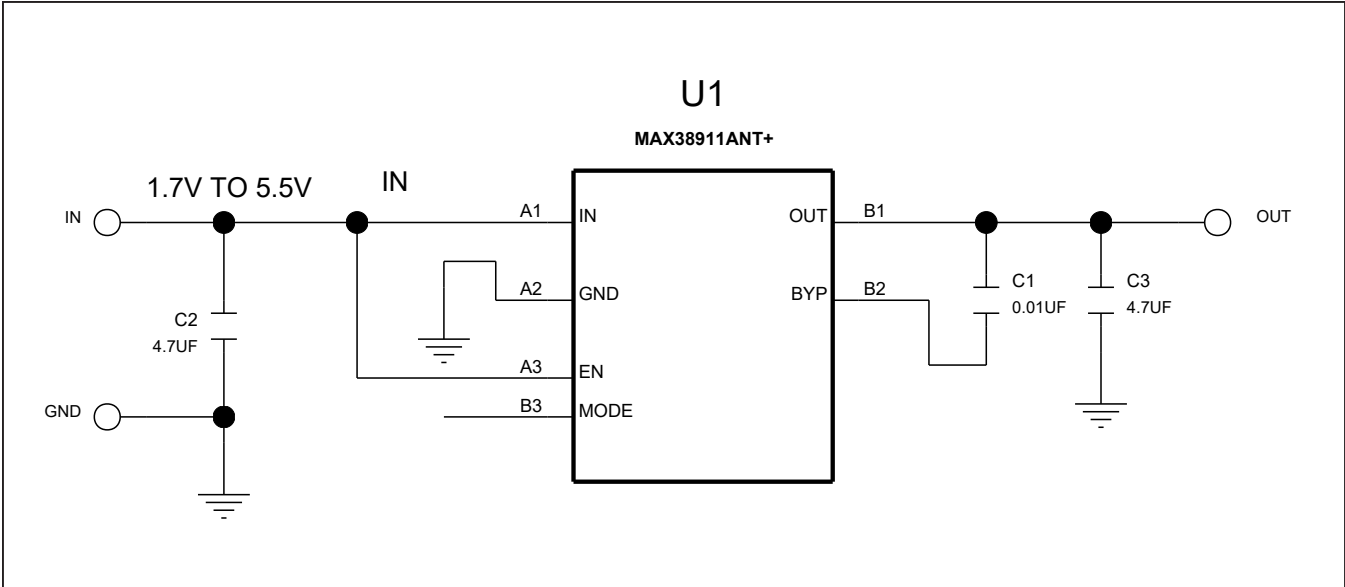 U1
MAX38911ANT+
1.7V TO 5.5V
IN
IN
A1
IN
OUT
B1
OUT
A2
GND
BYP
B2
C1
0.01UF
C3
4.7UF
C2
4.7UF
A3
EN
GND
B3
MODE